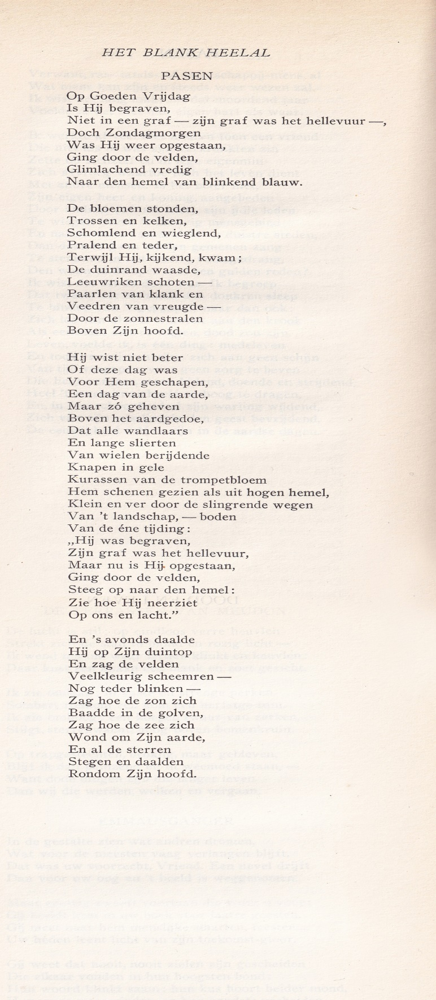 HET BLANK HEELAL
PASEN
Op Goeden Vrijdag
Is Hij begraven,
Niet in een graf — zijn graf was het hellevuur —,
Doch Zondagmorgen
Was Hij weer opgestaan,
Ging door de velden,
Glimlachend vredig
Naar den hemel van blinkend blauw.
De bloemen stonden,
Trossen en kelken,
Schomlend en wieglend,
Pralend en teder,
Terwijl Hij, kijkend, kwam;
De duinrand waasde,
Leeuwriken schoten —
Paarlen van klank en
Veedren van vreugde —
Door de zonnestralen
Boven Zijn hoofd.
Hij wist niet beter
Of deze dag was
Voor Hem geschapen,
Een dag van de aarde,
Maar zó geheven
Boven het aardgedoe,
Dat alle wandlaars
En lange slierten
Van wielen berijdende
Knapen in gele
Kurassen van de trompetbloem
Hem schenen gezien als uit hogen hemel,
Klein en ver door de slingrende wegen
Van 't landschap, — boden
Van de éne tijding:
„Hij was begraven,
Zijn graf was het hellevuur,
Maar nu is Hij opgestaan,
Ging door de velden,
Steeg op naar den hemel:
Zie hoe Hij neerziet
Op ons en lacht.”
En 's avonds daalde
Hij op Zijn duintop
En zag de velden
Veelkleurig scheemren —
Nog teder blinken —
Zag hoe de zon zich
Baadde in de golven,
Zag hoe de zee zich
Wond om Zijn aarde,
En al de sterren
Stegen en daalden
Rondom Zijn hoofd.